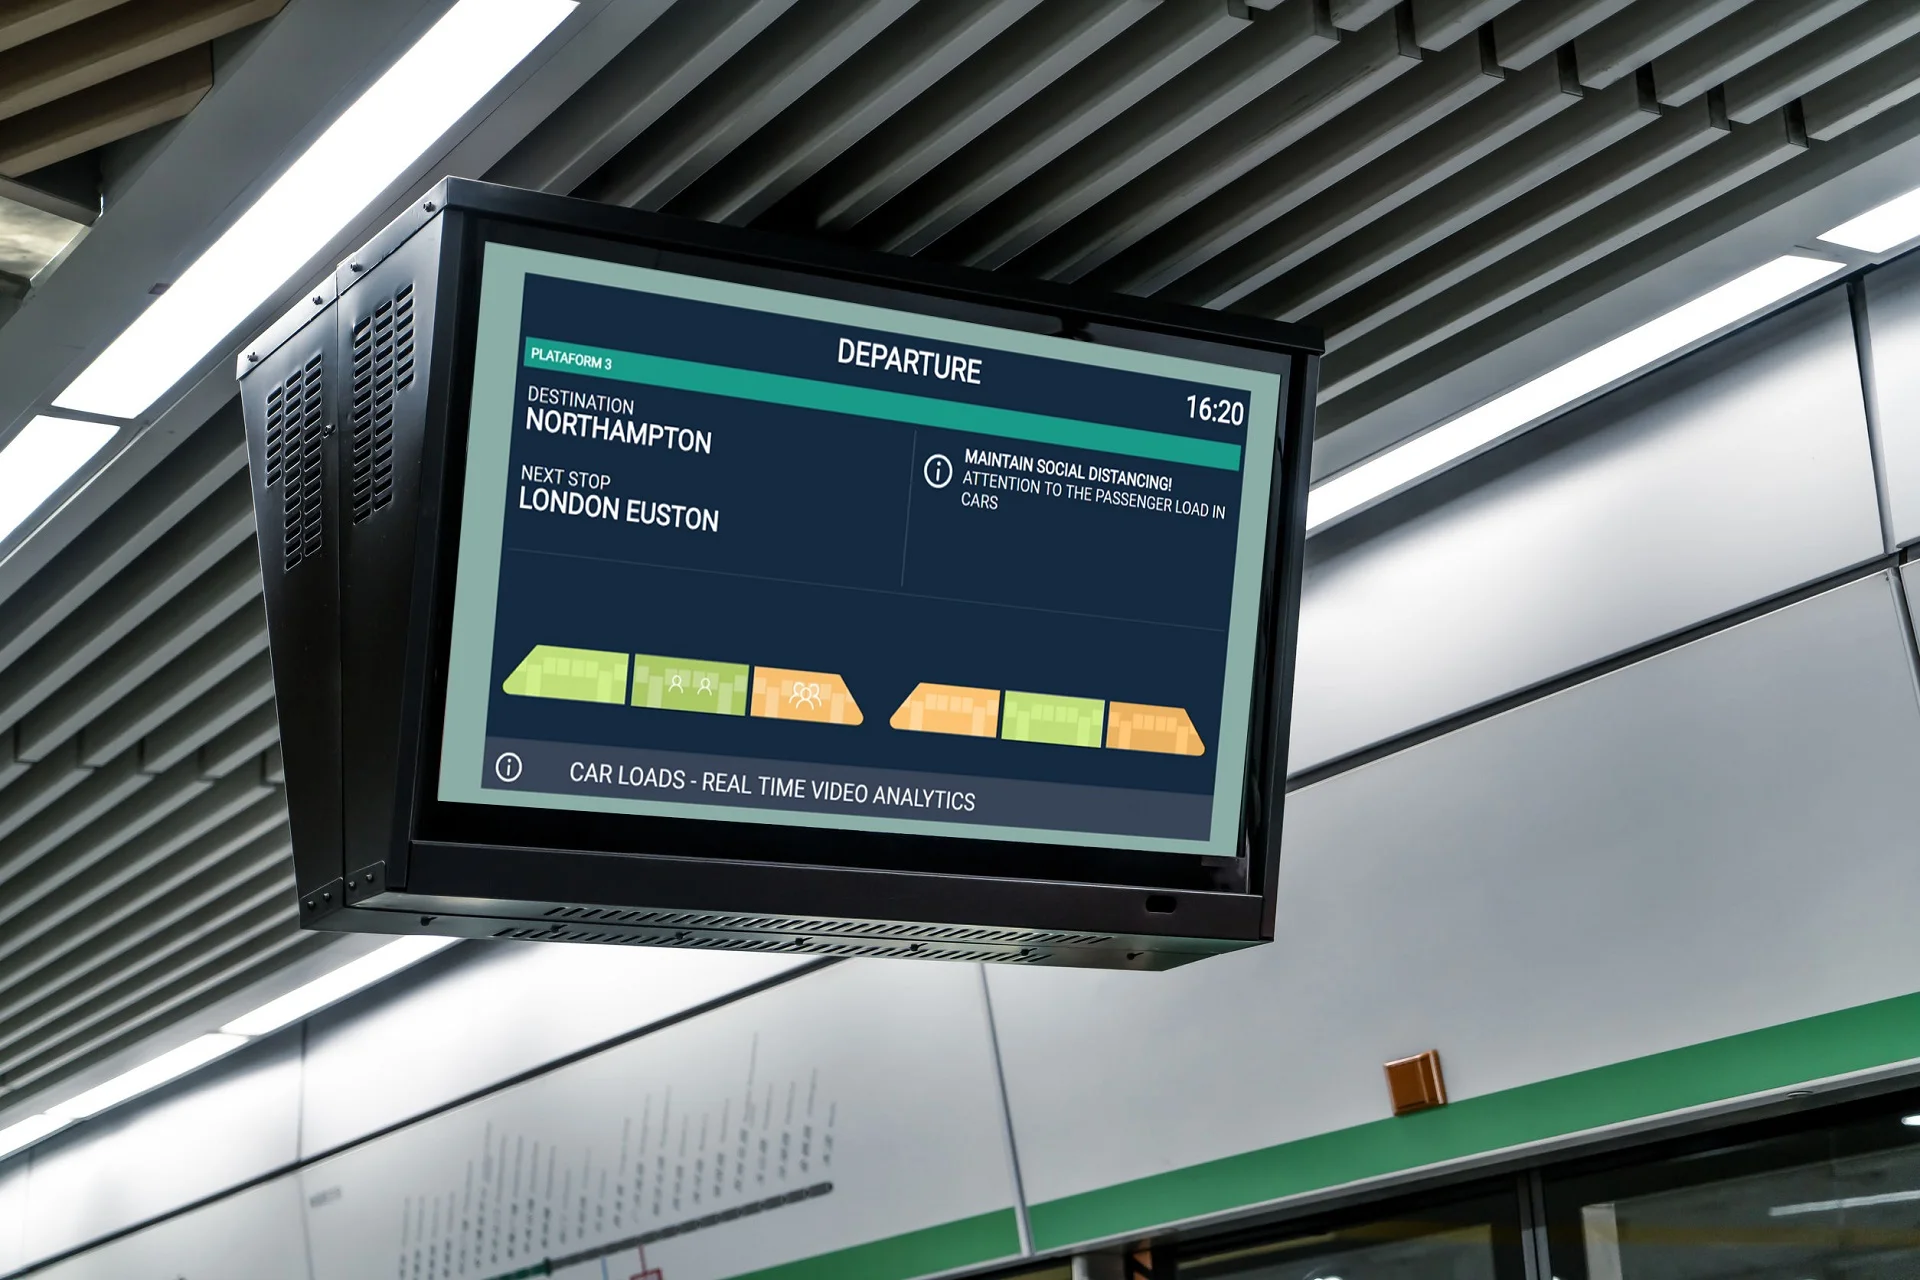 DEPARTURE
16:20
PLATAFORM 3
DESTINATION
NORTHAMPTON
NEXT STOP
LONDON EUSTON
MAINTAIN SOCIAL DISTANCING!
ATTENTION TO THE PASSENGER LOAD IN
CARS
CAR LOADS - REAL TIME VIDEO ANALYTICS